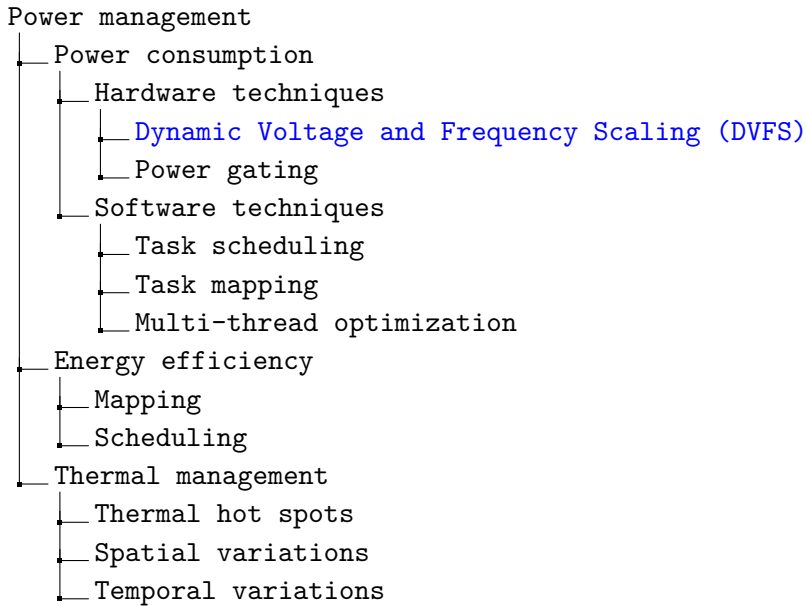 Power management
Power consumption
Hardware techniques
Dynamic Voltage and Frequency Scaling (DVFS)
Power gating
Software techniques
Task scheduling
Task mapping
Multi-thread optimization
Energy efficiency
Mapping
Scheduling
Thermal management
Thermal hot spots
Spatial variations
Temporal variations